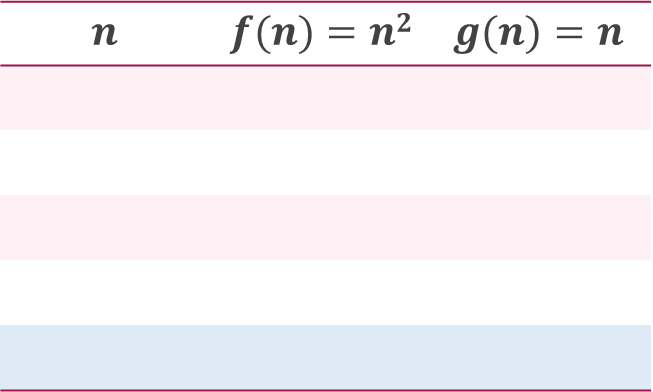 n f(n) = n² g(n) = n